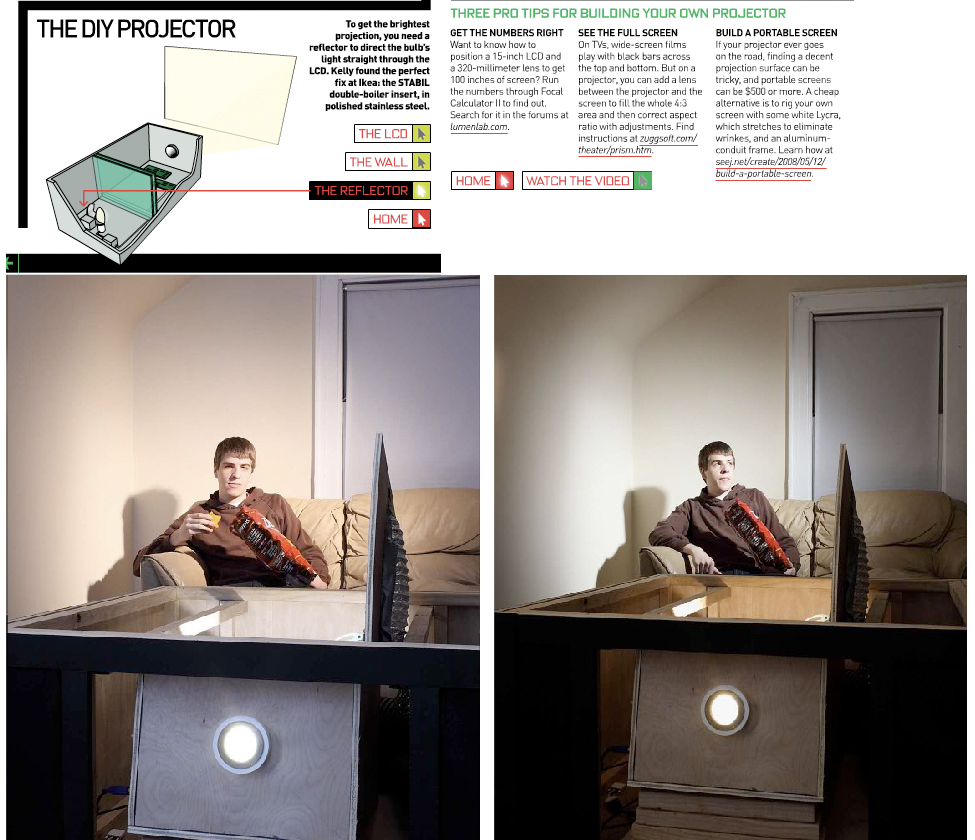 THE DIY PROJECTOR
To get the brightest
projection, you need a
reflector to direct the bulb's
light straight through the
LCD. Kelly found the perfect
fix at Ikea: the STABIL
double-boiler insert, in
polished stainless steel.
THE LCD
THE WALL
THE REFLECTOR
HOME
THREE PRO TIPS FOR BUILDING YOUR OWN PROJECTOR
GET THE NUMBERS RIGHT
Want to know how to
position a 15-inch LCD and
a 320-millimeter lens to get
100 inches of screen? Run
the numbers through Focal
Calculator II to find out.
Search for it in the forums at
lumenlab.com.
SEE THE FULL SCREEN
On TVs, wide-screen films
play with black bars across
the top and bottom. But on a
projector, you can add a lens
between the projector and the
screen to fill the whole 4:3
area and then correct aspect
ratio with adjustments. Find
instructions at zuggsoft.com/
theater/prism.htm.
BUILD A PORTABLE SCREEN
If your projector ever goes
on the road, finding a decent
projection surface can be
tricky, and portable screens
can be $500 or more. A cheap
alternative is to rig your own
screen with some white Lycra,
which stretches to eliminate
wrinkes, and an aluminum-
conduit frame. Learn how at
seej.net/create/2008/05/12/
build-a-portable-screen.
HOME
WATCH THE VIDEO